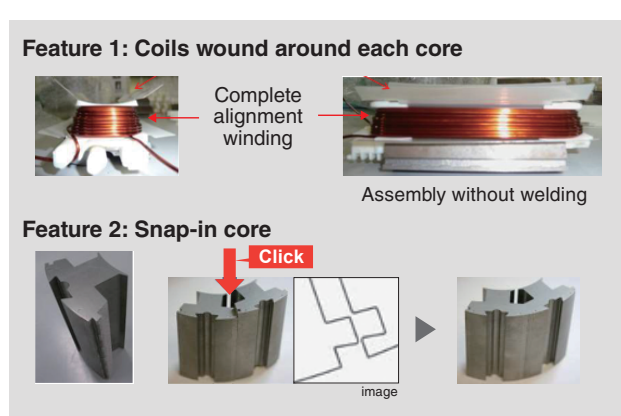 Feature 1: Coils wound around each core
Complete
alignment
winding
Assembly without welding
Feature 2: Snap-in core
Click
image